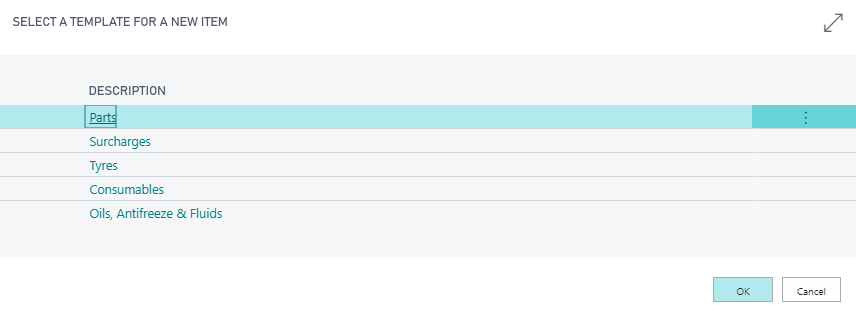 SELECT A TEMPLATE FOR A NEW ITEM
DESCRIPTION
Parts
Surcharges
Tyres
Consumables
Oils, Antifreeze & Fluids
OK
Cancel